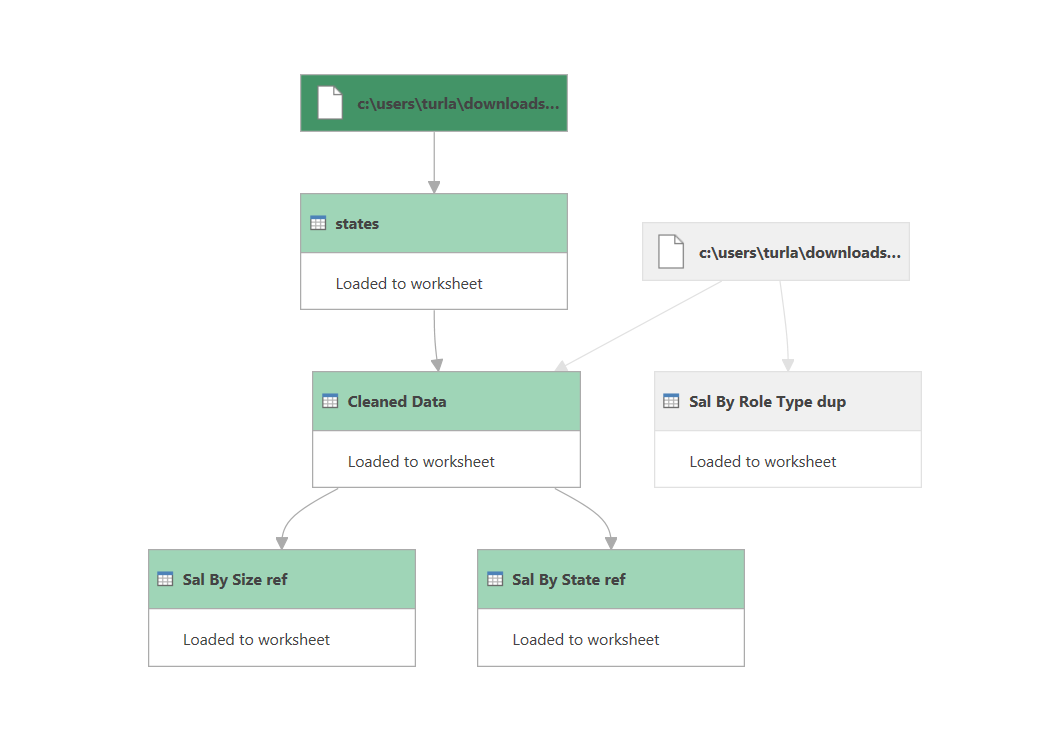 c:\users\turla\downloads...
states
Loaded to worksheet
c:\users\turla\downloads...
Cleaned Data
Loaded to worksheet
Sal By Role Type dup
Loaded to worksheet
Sal By Size ref
Loaded to worksheet
Sal By State ref
Loaded to worksheet